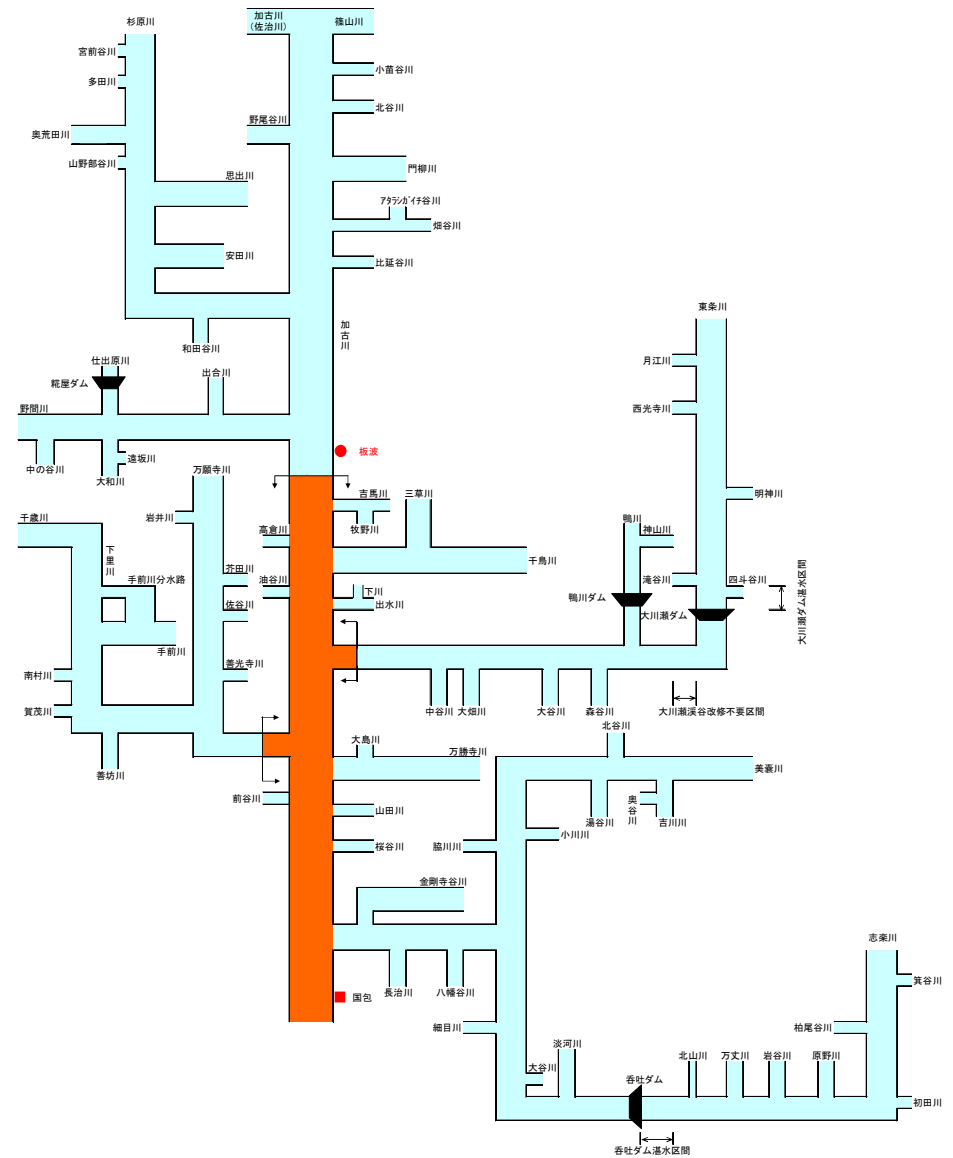 加古川
(佐治川)
篠山川
杉原川
宮前谷川
多田川
奥荒田川
山野部谷川
小苗谷川
北谷川
野尾谷川
門柳川
思出川
アタラシガイチ谷川
畑谷川
安田川
比延谷川
和田谷川
加古川
東条川
月江川
西光寺川
明神川
仕出原川
糀屋ダム
出合川
野間川
中の谷川
遠坂川
大和川
板波
万願寺川
吉馬川
三草川
牧野川
千歳川
岩井川
高倉川
下里川
千鳥川
鴨川
神山川
手前川分水路
芥田川
油谷川
滝谷川
四斗谷川
下川
出水川
佐谷川
鴨川ダム
大川瀬ダム
大川瀬ダム湛水区間
手前川
善光寺川
南村川
賀茂川
中谷川
大畑川
大谷川
森谷川
大川瀬渓谷改修不要区間
善坊川
大島川
万勝寺川
北谷川
美嚢川
前谷川
山田川
湯谷川
奥谷川
吉川川
桜谷川
脇川川
小川川
金剛寺谷川
長治川
八幡谷川
国包
志楽川
箕谷川
細目川
柏尾谷川
淡河川
大谷川
呑吐ダム
北山川
万丈川
岩谷川
原野川
初田川
呑吐ダム湛水区間